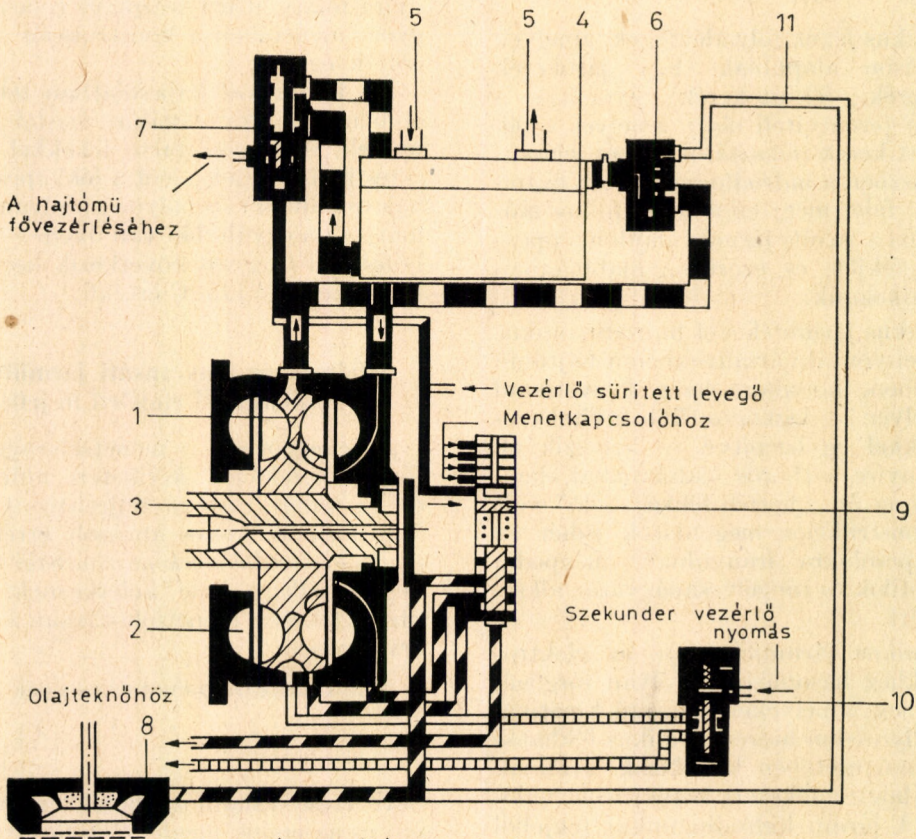 5
5
4
6
11
7
A hajtómü
fővezérléséhez
1
Vezérlő sürített levegő
Menetkapcsolóhoz
3
9
2
Szekunder vezérlő
nyomás
Olajteknőhöz
10
8